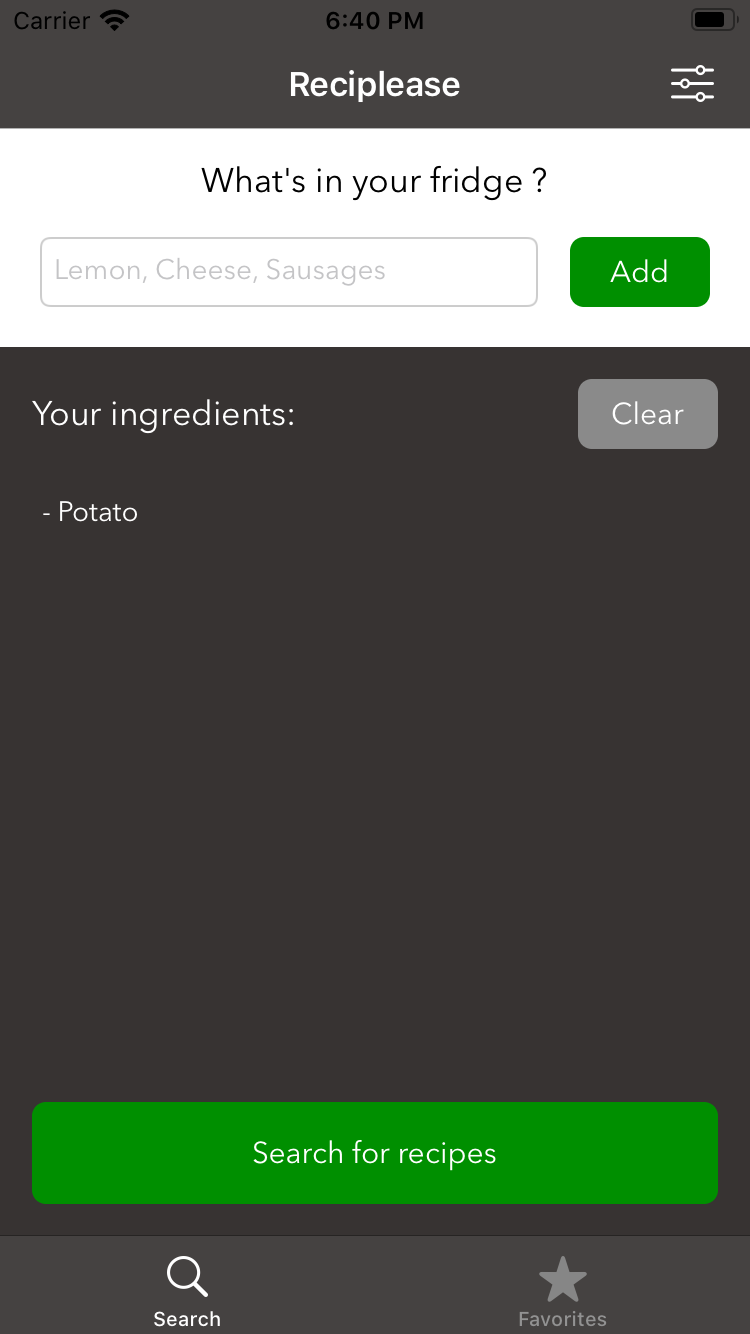 Carrier 6:40 PM
Reciplease
What's in your fridge ?
Lemon, Cheese, Sausages Add
Your ingredients: Clear
- Potato
Search for recipes
Search Favorites